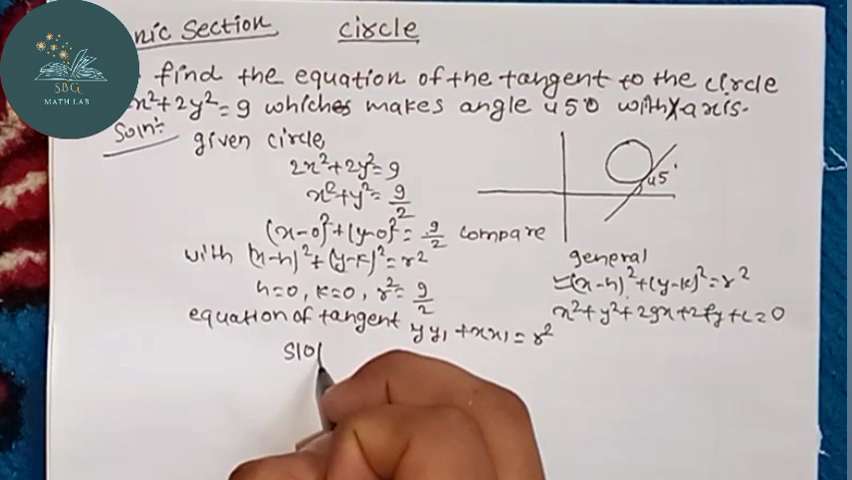 nic Section circle
SBG
MATH LAB
find the equation of the tangent to the circle
x²+2y²=9 whiches makes angle 450 with X axis.
Soln:-
given circle,
2x²+2y²=9
x²+y²=9/2
45°
(x-0)²+(y-0)²=9/2 compare
with (x-h)²+(y-k)²=r2
general
=(x-h)²+(y-k)²=r2
h=0, k=0, r²=9/2
x²+y²+2gx+2fy+c=0
equation of tangent yy₁+xx₁=r²
Slo